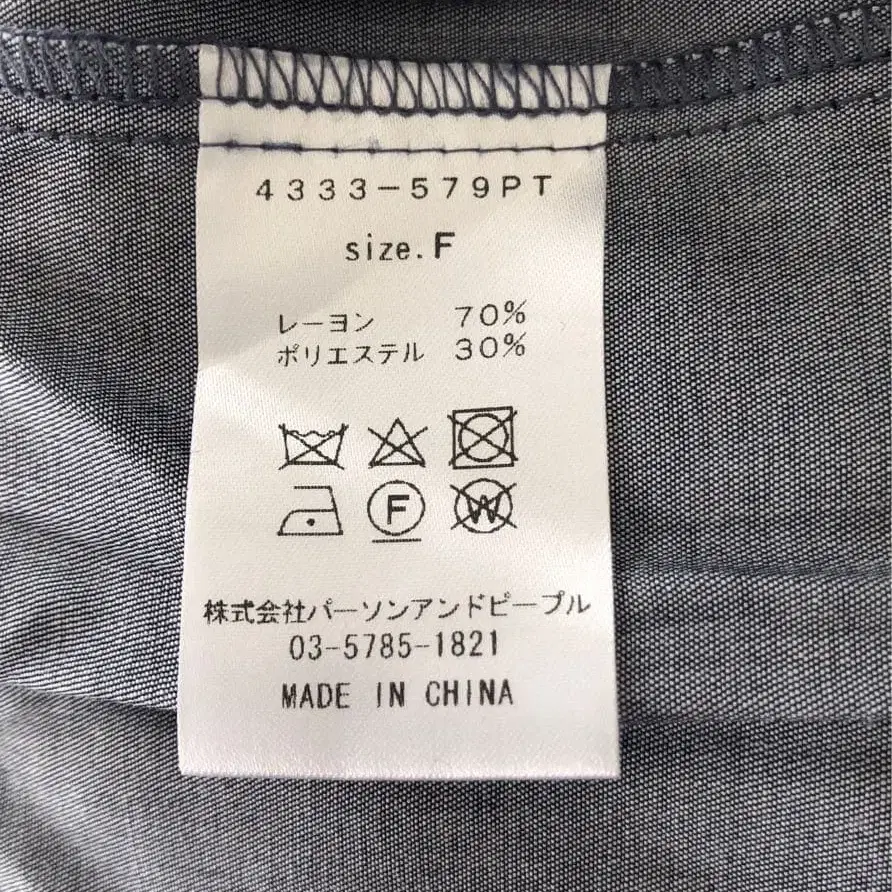 4333-579PT
size.F
レーヨン 70%
ポリエステル 30%
F W
株式会社パーソンアンドピープル
03-5785-1821
MADE IN CHINA